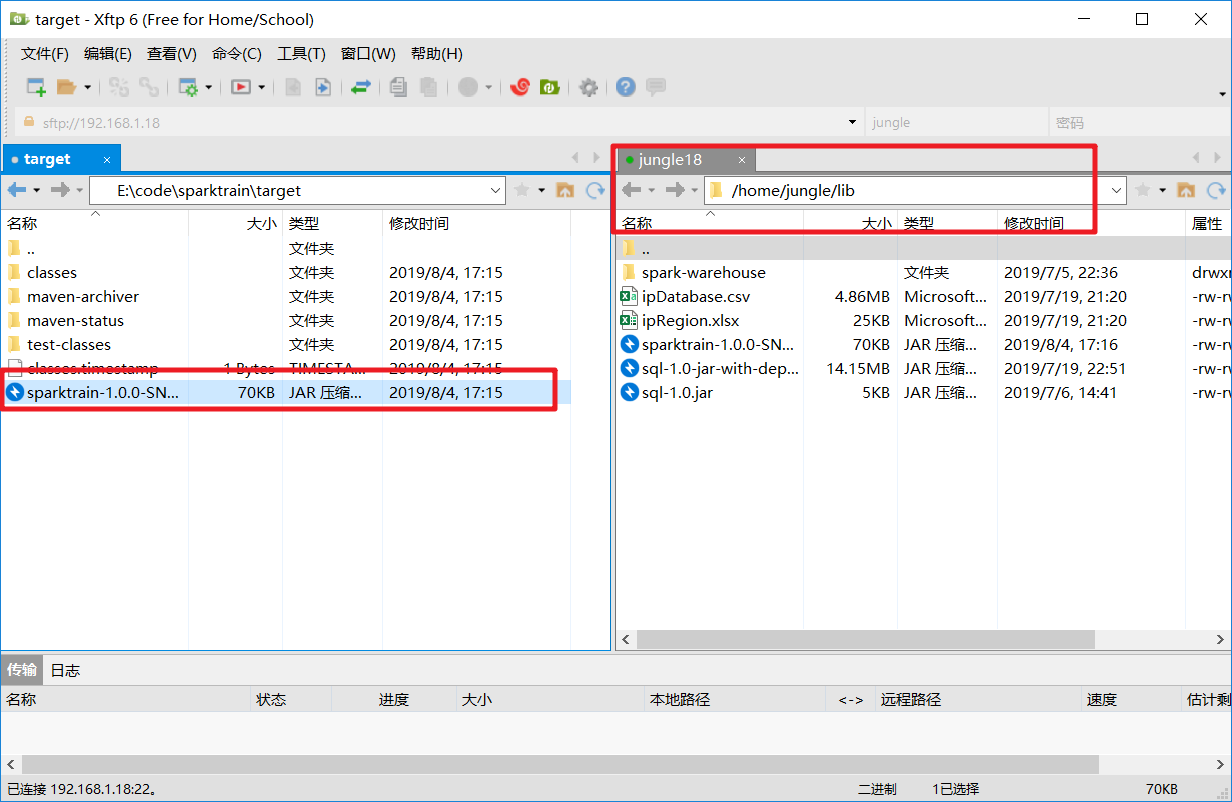 target - Xftp 6 (Free for Home/School)
文件(F) 编辑(E) 查看(V) 命令(C) 工具(T) 窗口(W) 帮助(H)
sftp://192.168.1.18 jungle 密码
target
E:\code\sparktrain\target
名称 大小 类型 修改时间
.. 文件夹
classes 文件夹 2019/8/4, 17:15
maven-archiver 文件夹 2019/8/4, 17:15
maven-status 文件夹 2019/8/4, 17:15
test-classes 文件夹 2019/8/4, 17:15
classes.timestamp 1 Bytes TIMESTA... 2019/8/4, 17:15
sparktrain-1.0.0-SN... 70KB JAR 压缩... 2019/8/4, 17:15
jungle18
/home/jungle/lib
名称 大小 类型 修改时间 属性
..
spark-warehouse 文件夹 2019/7/5, 22:36 drwxr
ipDatabase.csv 4.86MB Microsoft... 2019/7/19, 21:20 -rw-rw
ipRegion.xlsx 25KB Microsoft... 2019/7/19, 21:20 -rw-rw
sparktrain-1.0.0-SN... 70KB JAR 压缩... 2019/8/4, 17:16 -rw-rw
sql-1.0-jar-with-dep... 14.15MB JAR 压缩... 2019/7/19, 22:51 -rw-rw
sql-1.0.jar 5KB JAR 压缩... 2019/7/6, 14:41 -rw-rw
传输 日志
名称 状态 进度 大小 本地路径 <-> 远程路径 速度 估计剩
已连接 192.168.1.18:22。 二进制 1已选择 70KB